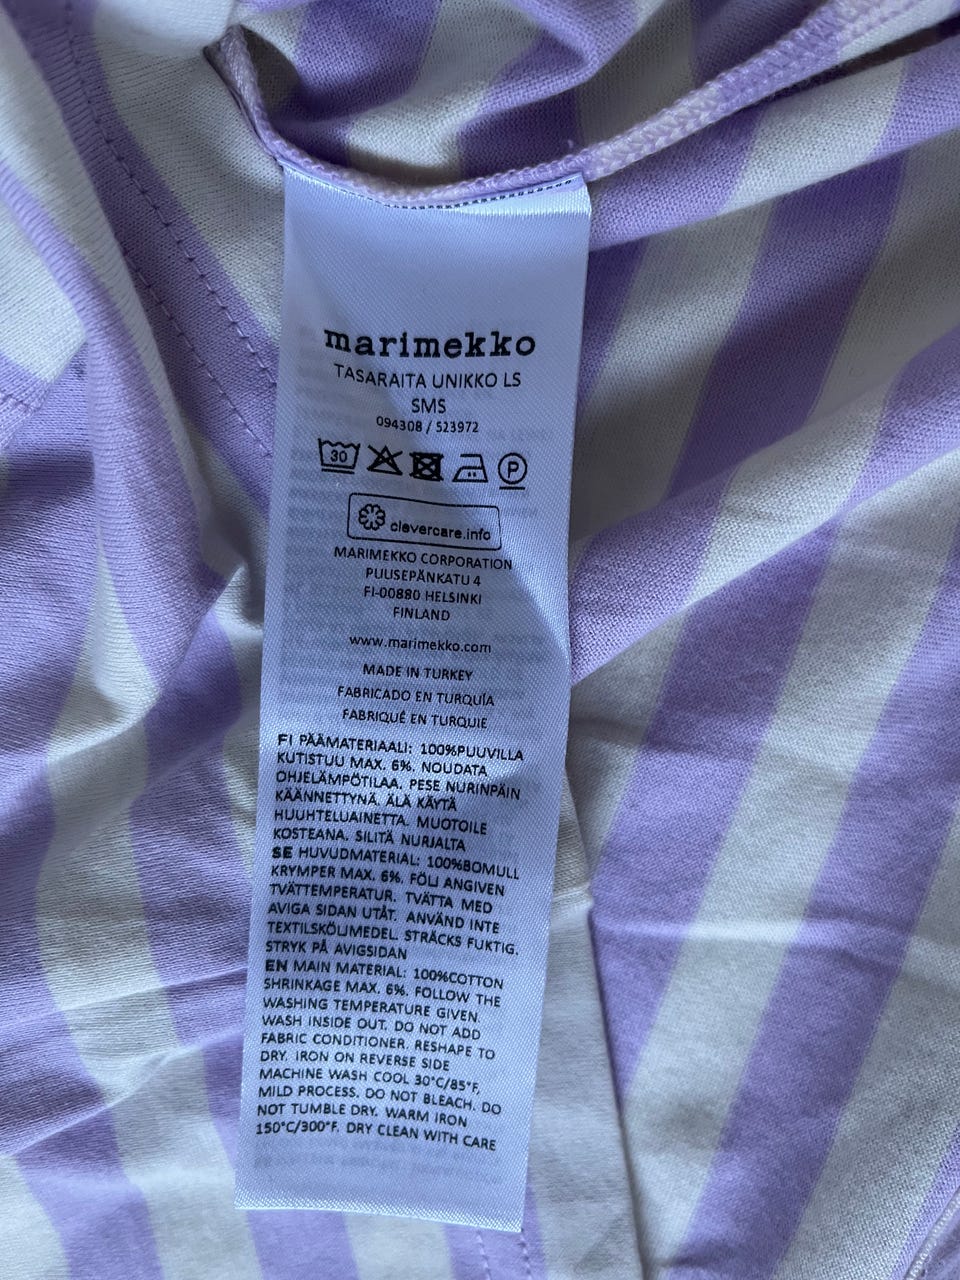 marimekko
TASARAITA UNIKKO LS
SMS
094308 / 523972
30
P
clevercare.info
MARIMEKKO CORPORATION
PUUSEPÄNKATU 4
FI-00880 HELSINKI
FINLAND
www.marimekko.com
MADE IN TURKEY
FABRICADO EN TURQUÍA
FABRIQUÉ EN TURQUIE
FI PÄÄMATERIAALI: 100%PUUVILLA
KUTISTUU MAX. 6%. NOUDATA
OHJELÄMPÖTILAA. PESE NURINPÄIN
KÄÄNNETTYNÄ. ÄLÄ KÄYTÄ
HUUHTELUAINETTA. MUOTOILE
KOSTEANA. SILITÄ NURJALTA
SE HUVUDMATERIAL: 100%BOMULL
KRYMPER MAX. 6%. FÖLJ ANGIVEN
TVÄTTEMPERATUR. TVÄTTA MED
AVIGA SIDAN UTÅT. ANVÄND INTE
TEXTILSKÖLJMEDEL. STRÄCKS FUKTIG.
STRYK PÅ AVIGSIDAN
EN MAIN MATERIAL: 100%COTTON
SHRINKAGE MAX. 6%. FOLLOW THE
WASHING TEMPERATURE GIVEN.
WASH INSIDE OUT. DO NOT ADD
FABRIC CONDITIONER. RESHAPE TO
DRY. IRON ON REVERSE SIDE
MACHINE WASH COOL 30°C/85°F,
MILD PROCESS. DO NOT BLEACH. DO
NOT TUMBLE DRY. WARM IRON
150°C/300°F. DRY CLEAN WITH CARE